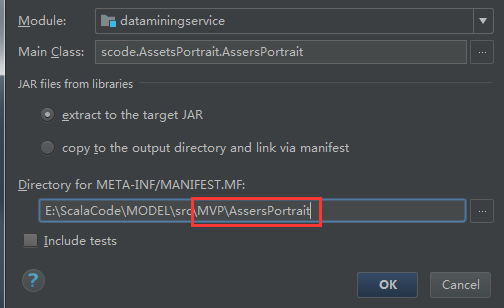 Module: dataminingservice
Main Class: scode.AssetsPortrait.AssersPortrait ...
JAR files from libraries
extract to the target JAR
copy to the output directory and link via manifest
Directory for META-INF/MANIFEST.MF:
E:\ScalaCode\MODEL\src\MVP\AssersPortrait ...
Include tests
? OK Cancel